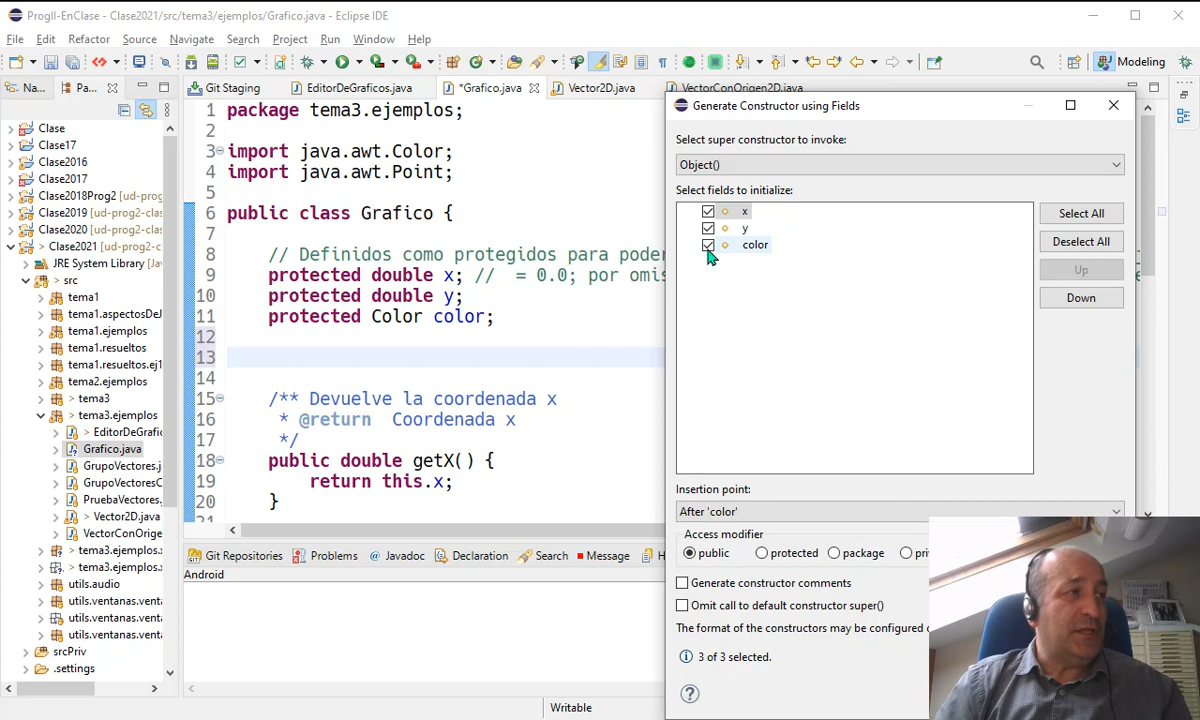 ProgII-EnClase - Clase2021/src/tema3/ejemplos/Grafico.java - Eclipse IDE
File Edit Refactor Source Navigate Search Project Run Window Help
Modeling
Na... Pa...
Git Staging EditorDeGraficos.java *Grafico.java Vector2D.java VectorConOrigen2D.java
Clase
Clase17
Clase2016
Clase2017
Clase2018Prog2 [ud-prog
Clase2019 [ud-prog2-clas
Clase2020 [ud-prog2-clas
> Clase2021 [ud-prog2-c
JRE System Library [Jav
> src
tema1
tema1.aspectosDeJ
tema1.ejemplos
tema1.resueltos
tema1.resueltos.ej1
tema2.ejemplos
> tema3
> tema3.ejemplos
> EditorDeGrafi
Grafico.java
GrupoVectores.j
GrupoVectoresC
PruebaVectores.
> Vector2D.java
VectorConOrige
> tema3.ejemplos.
> tema3.ejemplos.
utils.audio
utils.ventanas.venta
utils.ventanas.venta
utils.ventanas.venta
utils.ventanas.venta
srcPriv
> .settings
1 package tema3.ejemplos;
2
3 import java.awt.Color;
4 import java.awt.Point;
5
6 public class Grafico {
7
8 // Definidos como protegidos para poder
9 protected double x; // = 0.0; por omis
10 protected double y;
11 protected Color color;
12
13
14
15 /** Devuelve la coordenada x
16 * @return Coordenada x
17 */
18 public double getX() {
19 return this.x;
20 }
21
Git Repositories Problems Javadoc Declaration Search Message H
Android
Writable
Generate Constructor using Fields
Select super constructor to invoke:
Object()
Select fields to initialize:
x
y
color
Select All
Deselect All
Up
Down
Insertion point:
After 'color'
Access modifier
public protected package pri
Generate constructor comments
Omit call to default constructor super()
The format of the constructors may be configured o
3 of 3 selected.